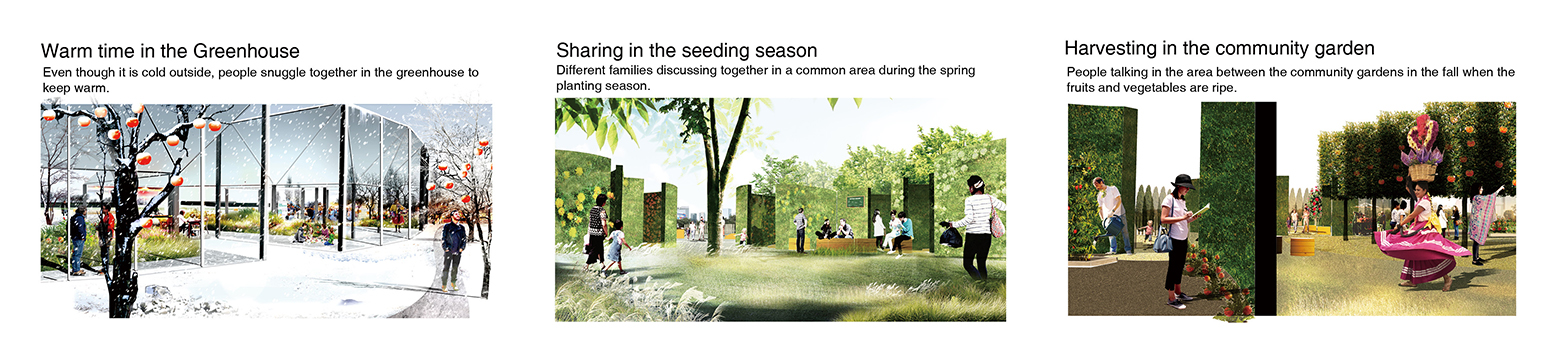 Warm time in the Greenhouse
Even though it is cold outside, people snuggle together in the greenhouse to
keep warm.
Sharing in the seeding season
Different families discussing together in a common area during the spring
planting season.
Harvesting in the community garden
People talking in the area between the community gardens in the fall when the
fruits and vegetables are ripe.